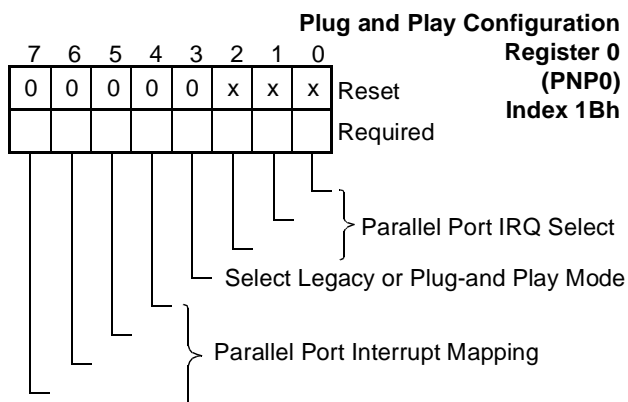 Plug and Play Configuration
Register 0
(PNP0)
Index 1Bh
7 6 5 4 3 2 1 0
0 0 0 0 0 x x x Reset
Required
Parallel Port IRQ Select
Select Legacy or Plug-and Play Mode
Parallel Port Interrupt Mapping